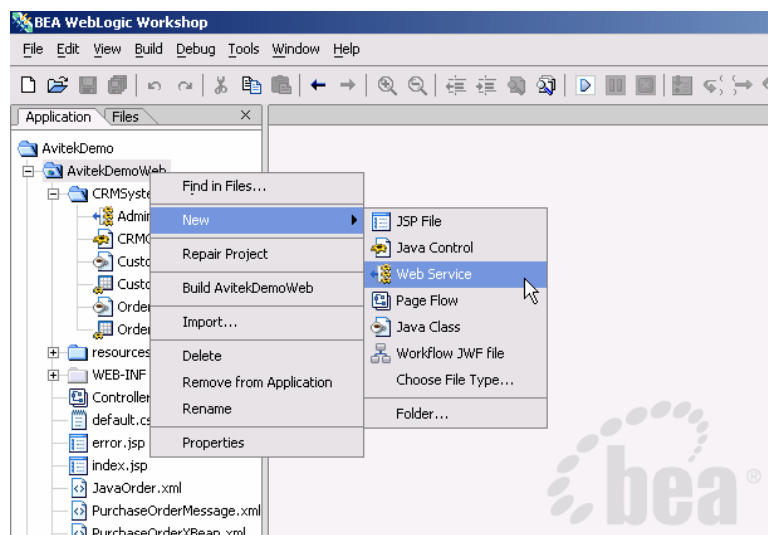 BEA WebLogic Workshop
File Edit View Build Debug Tools Window Help
Application Files
AvitekDemo
AvitekDemoWeb
CRMSyste
Admir
CRMC
Custo
Custo
Order
Order
resources
WEB-INF
Controller
default.cs
error.jsp
index.jsp
JavaOrder.xml
PurchaseOrderMessage.xml
PurchaseOrderXBean.xml
Find in Files...
New
Repair Project
Build AvitekDemoWeb
Import...
Delete
Remove from Application
Rename
Properties
JSP File
Java Control
Web Service
Page Flow
Java Class
Workflow JWF file
Choose File Type...
Folder...
bea®